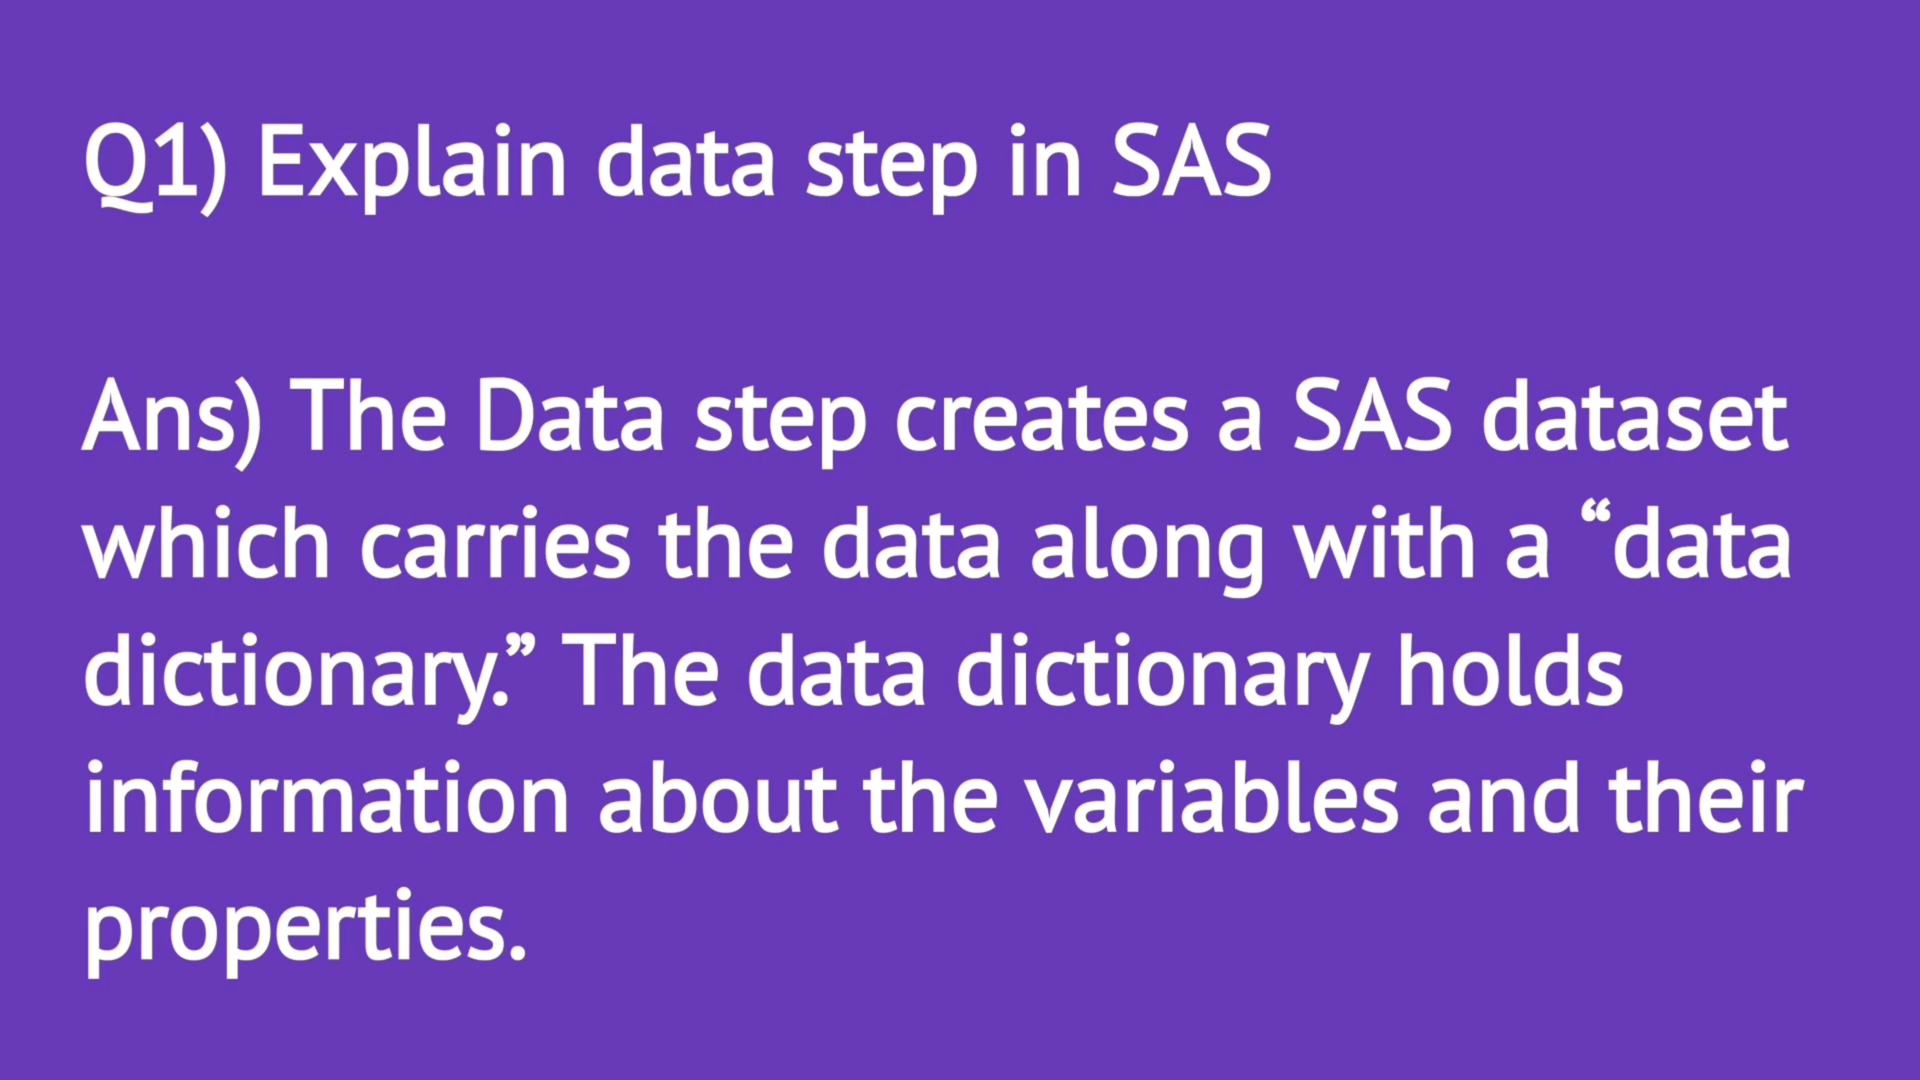 Q1) Explain data step in SAS
Ans) The Data step creates a SAS dataset
which carries the data along with a “data
dictionary.” The data dictionary holds
information about the variables and their
properties.